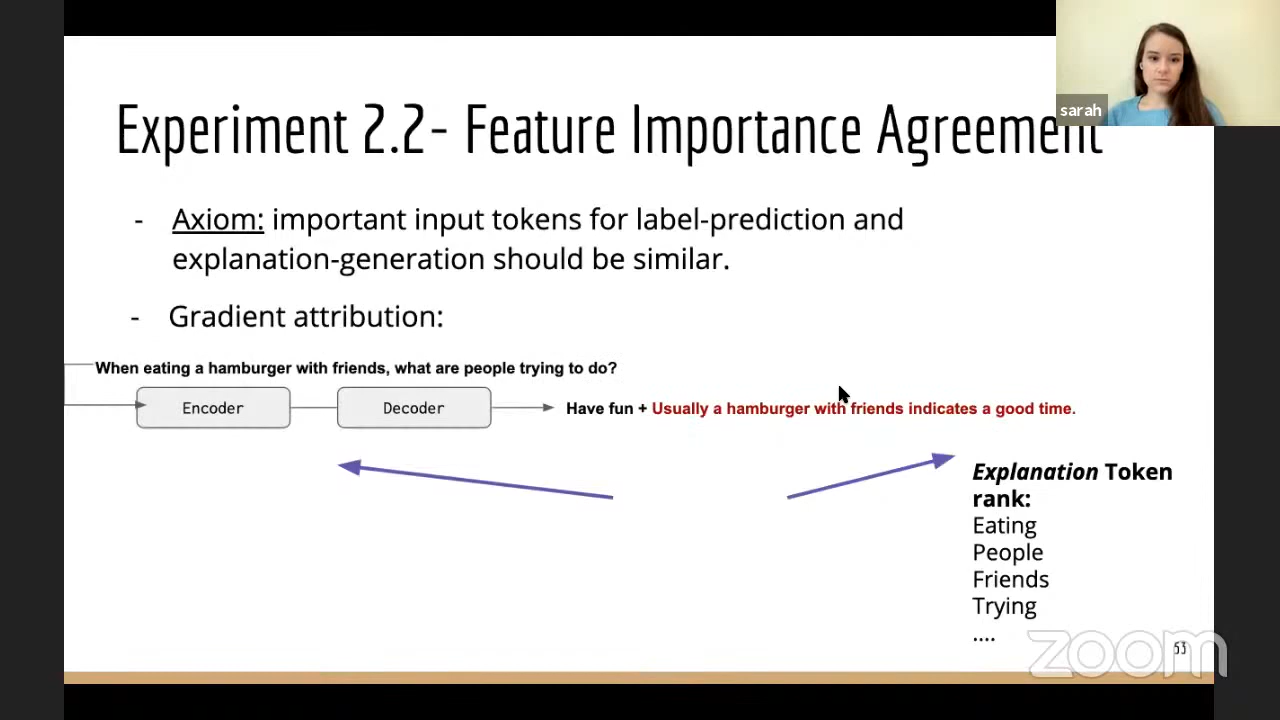 sarah
Experiment 2.2- Feature Importance Agreement
- Axiom: important input tokens for label-prediction and
explanation-generation should be similar.
- Gradient attribution:
When eating a hamburger with friends, what are people trying to do?
Encoder
Decoder
Have fun + Usually a hamburger with friends indicates a good time.
Explanation Token
rank:
Eating
People
Friends
Trying
....
zoom
53